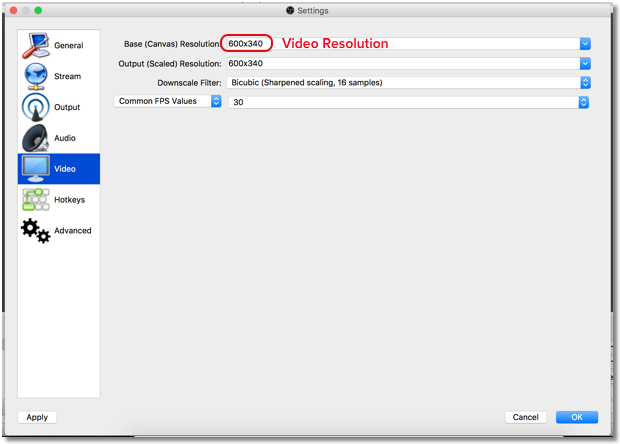 Settings
General
Stream
Output
Audio
Video
Hotkeys
Advanced
Base (Canvas) Resolution: 600x340 Video Resolution
Output (Scaled) Resolution: 600x340
Downscale Filter: Bicubic (Sharpened scaling, 16 samples)
Common FPS Values 30
Apply Cancel OK